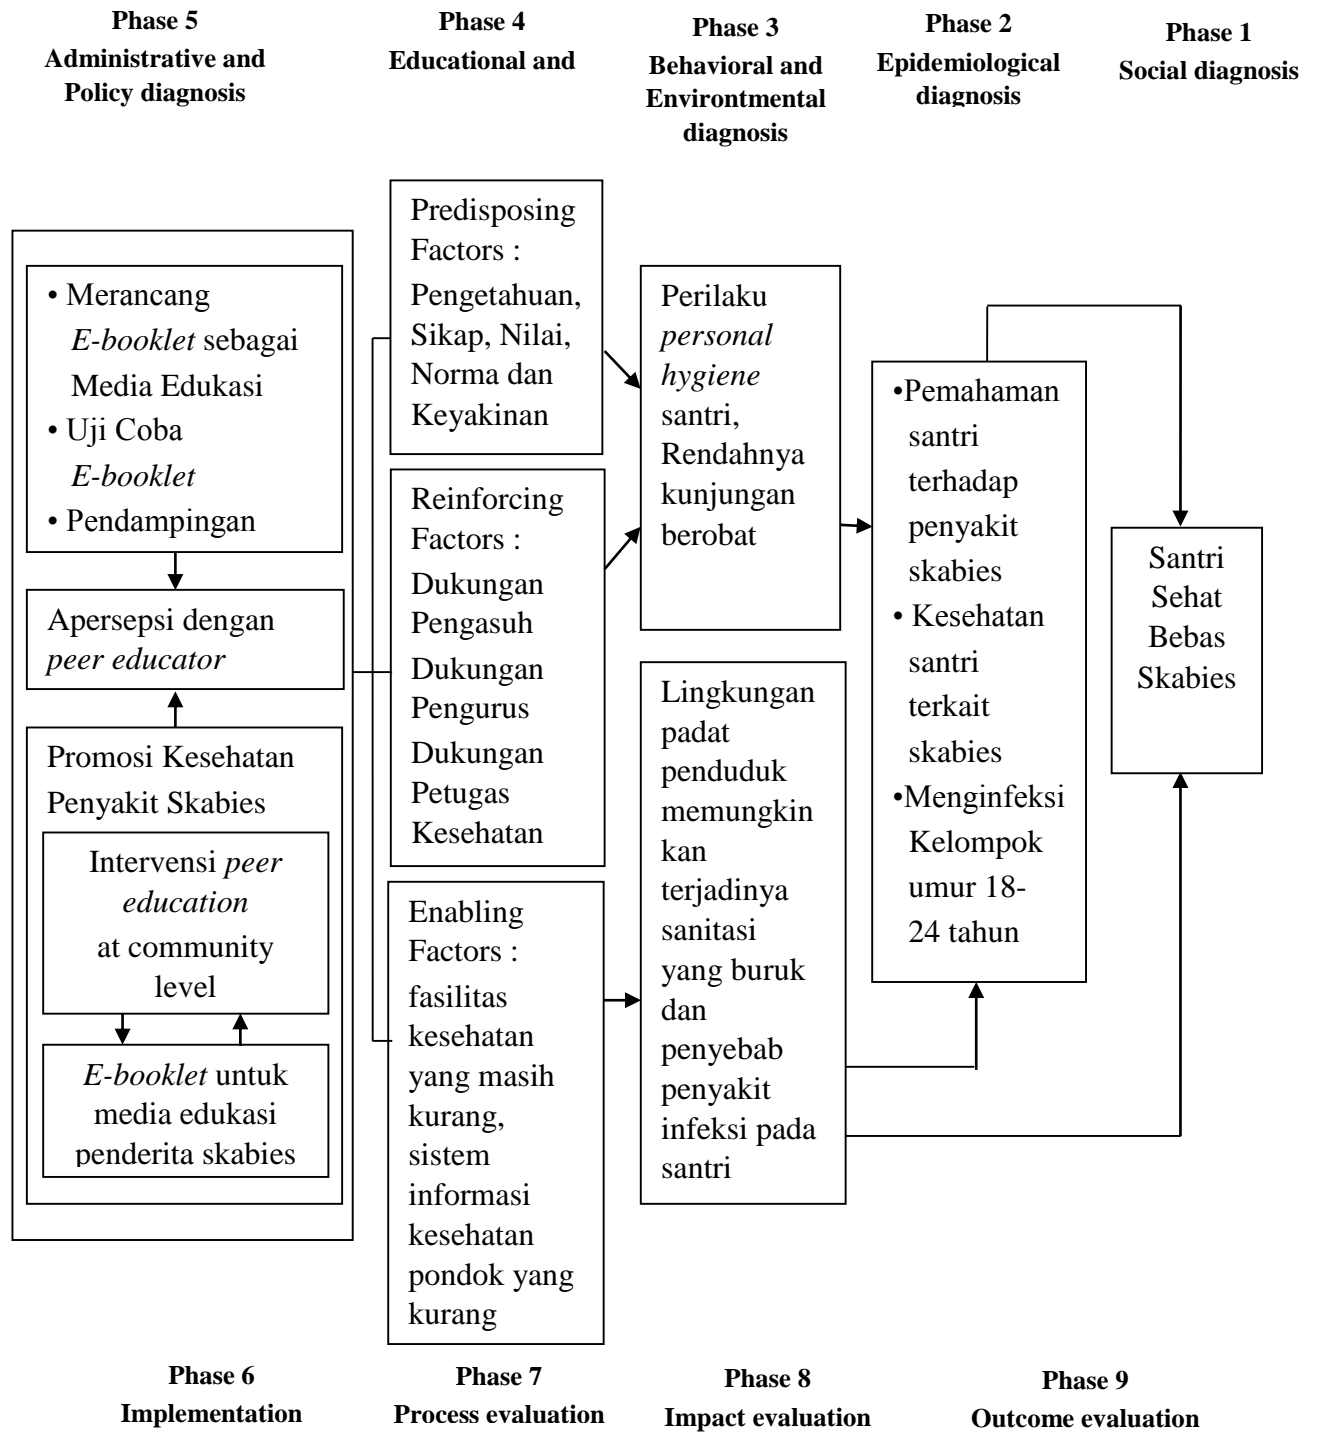 Phase 5
Administrative and
Policy diagnosis
Phase 4
Educational and
Phase 3
Behavioral and
Environtmental
diagnosis
Phase 2
Epidemiological
diagnosis
Phase 1
Social diagnosis
• Merancang
E-booklet sebagai
Media Edukasi
• Uji Coba
E-booklet
• Pendampingan
Apersepsi dengan
peer educator
Promosi Kesehatan
Penyakit Skabies
Intervensi peer
education
at community
level
E-booklet untuk
media edukasi
penderita skabies
Predisposing
Factors :
Pengetahuan,
Sikap, Nilai,
Norma dan
Keyakinan
Reinforcing
Factors :
Dukungan
Pengasuh
Dukungan
Pengurus
Dukungan
Petugas
Kesehatan
Enabling
Factors :
fasilitas
kesehatan
yang masih
kurang,
sistem
informasi
kesehatan
pondok yang
kurang
Perilaku
personal
hygiene
santri,
Rendahnya
kunjungan
berobat
Lingkungan
padat
penduduk
memungkin
kan
terjadinya
sanitasi
yang buruk
dan
penyebab
penyakit
infeksi pada
santri
•Pemahaman
santri
terhadap
penyakit
skabies
• Kesehatan
santri
terkait
skabies
•Menginfeksi
Kelompok
umur 18-
24 tahun
Santri
Sehat
Bebas
Skabies
Phase 6
Implementation
Phase 7
Process evaluation
Phase 8
Impact evaluation
Phase 9
Outcome evaluation